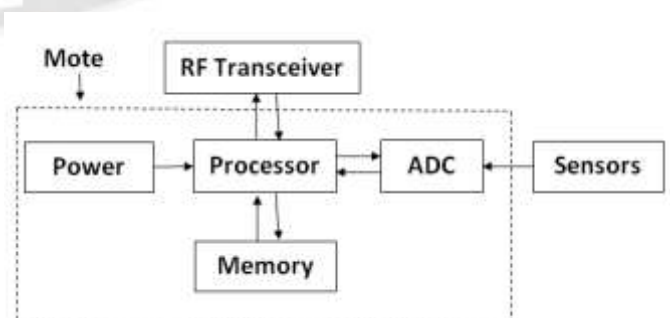 Mote
RF Transceiver
Power
Processor
ADC
Sensors
Memory